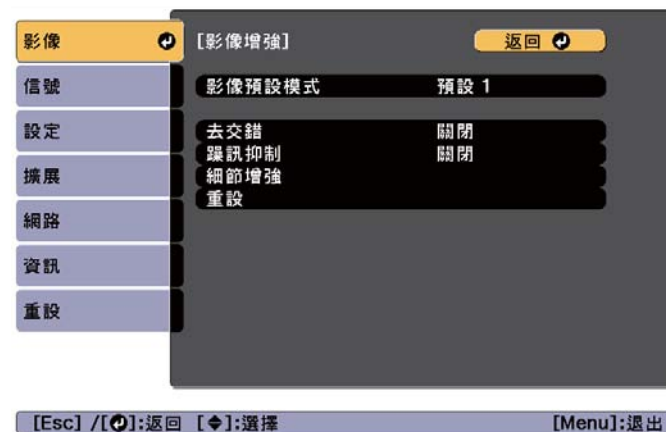 影像
信號
設定
擴展
網路
資訊
重設
[影像增強] 返回
影像預設模式 預設 1
去交錯 關閉
躁訊抑制 關閉
細節增強
重設
[Esc] /[ ]:返回 [ ]:選擇 [Menu]:退出